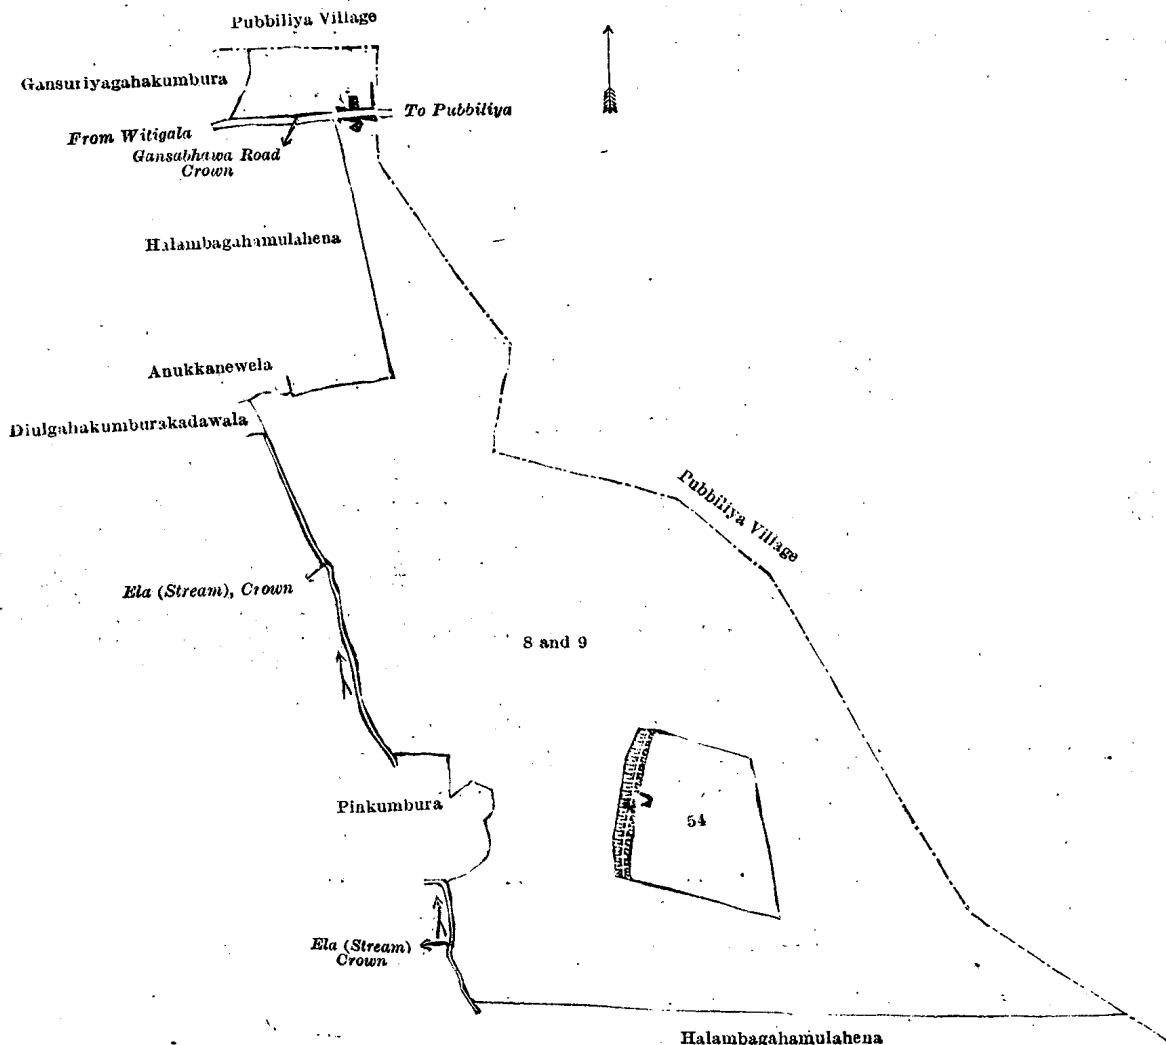 Pubbiliya Village
Gansuriyagahakumbura
To Pubbiliya
From Witigala
Gansabhawa Road
Crown
Halambagahamulahena
Anukkanewela
Diulgahakumburakadawala
Pubbiliya Village
Ela (Stream), Crown
8 and 9
Pinkumbura
54
Ela (Stream)
Crown
Halambagahamulahena